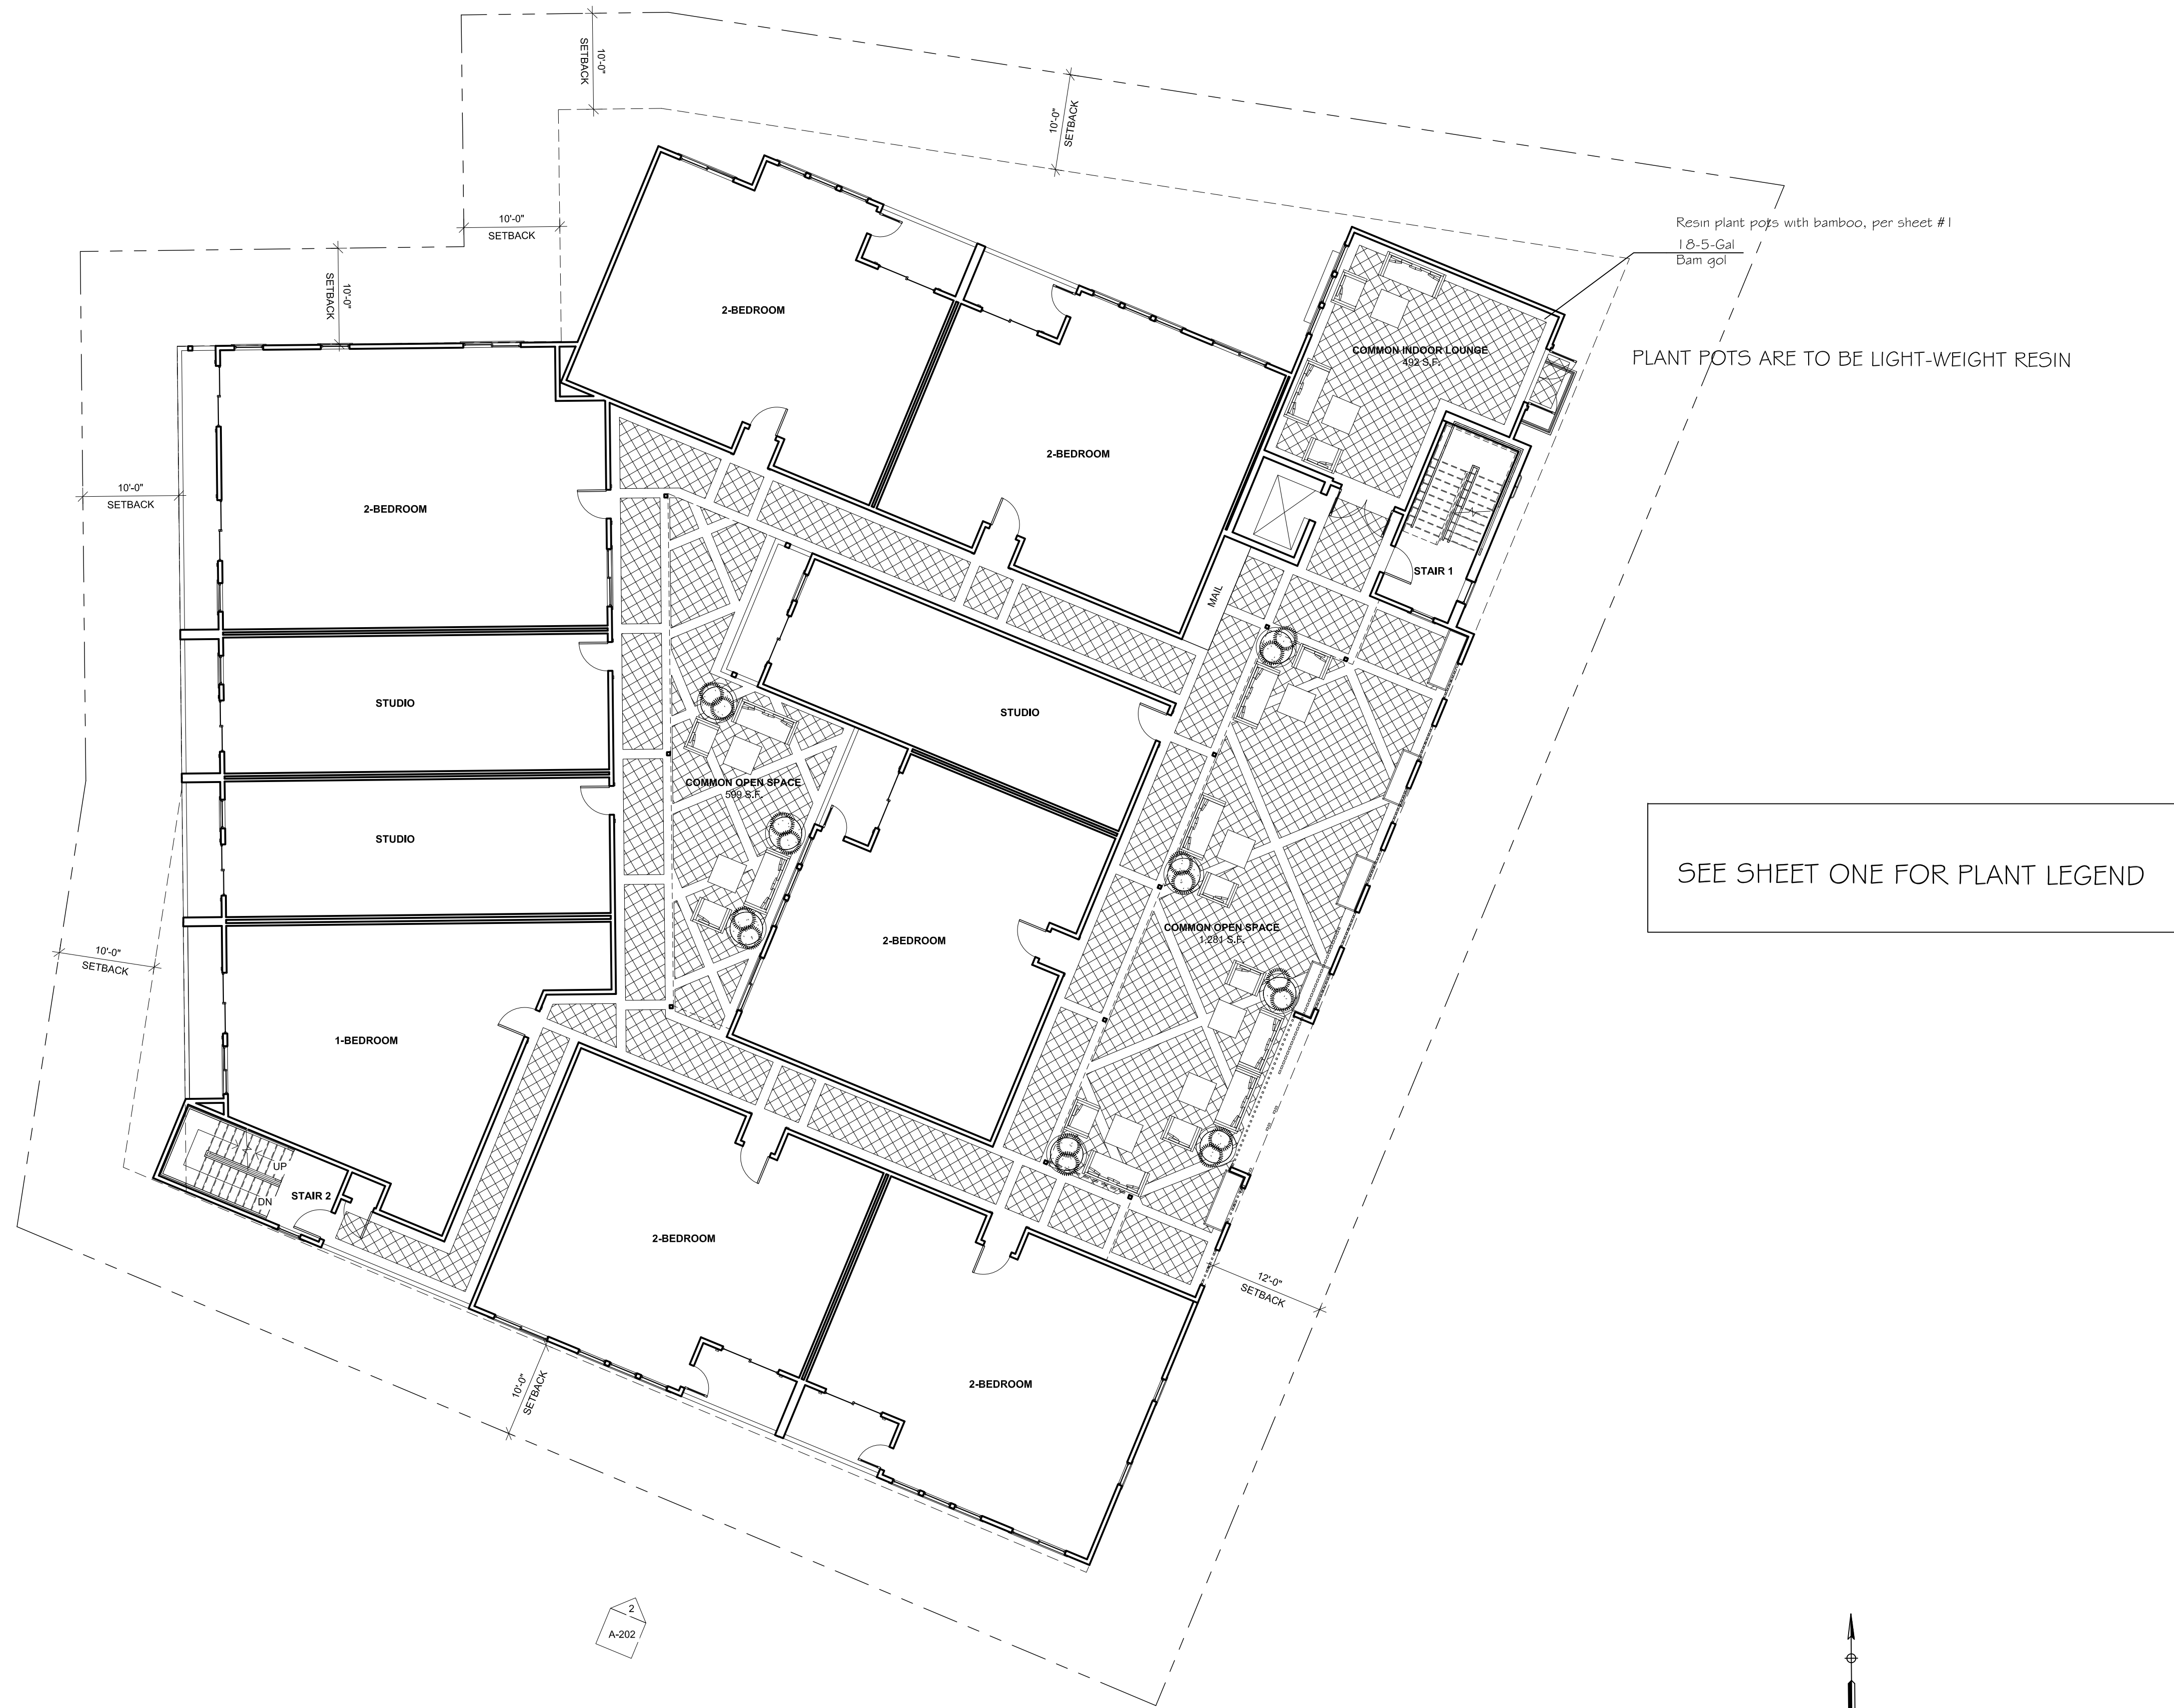 10'-0"
SETBACK
10'-0"
SETBACK
10'-0"
SETBACK
10'-0"
SETBACK
Resin plant pots with bamboo, per sheet #1
18-5-Gal
Bam gol
2-BEDROOM
COMMON INDOOR LOUNGE
492 S.F.
PLANT POTS ARE TO BE LIGHT-WEIGHT RESIN
2-BEDROOM
10'-0"
SETBACK
2-BEDROOM
STAIR 1
MAIL
STUDIO
STUDIO
COMMON OPEN SPACE
599 S.F.
STUDIO
SEE SHEET ONE FOR PLANT LEGEND
COMMON OPEN SPACE
1,281 S.F.
2-BEDROOM
10'-0"
SETBACK
1-BEDROOM
UP
DN
STAIR 2
2-BEDROOM
12'-0"
SETBACK
10'-0"
SETBACK
2-BEDROOM
2
A-202